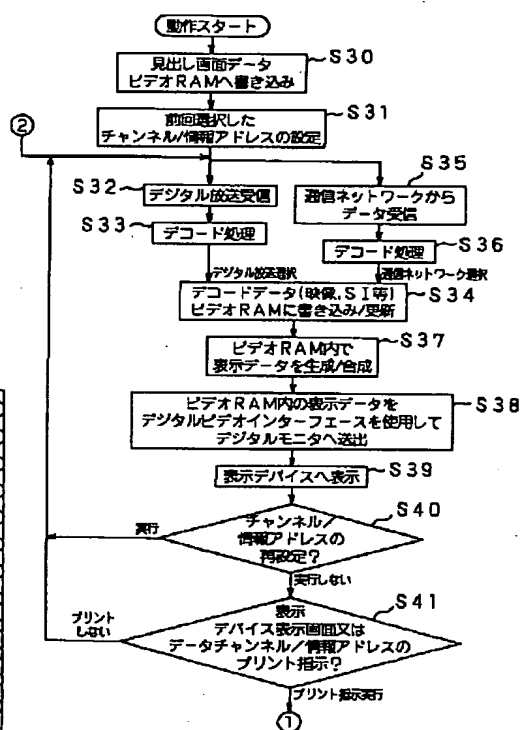 動作スタート
S30
見出し画面データ
ビデオRAMへ書き込み
S31
前回選択した
チャンネル/情報アドレスの設定
②
S32
デジタル放送受信
S35
通信ネットワークから
データ受信
S33
デコード処理
S36
デコード処理
デジタル放送選択
通信ネットワーク選択
S34
デコードデータ(映像,SI等)
ビデオRAMに書き込み/更新
S37
ビデオRAM内で
表示データを生成/合成
S38
ビデオRAM内の表示データを
デジタルビデオインターフェースを使用して
デジタルモニタへ送出
S39
表示デバイスへ表示
S40
チャンネル/
情報アドレスの
再設定?
実行
実行しない
S41
表示
デバイス表示画面又は
データチャンネル/情報アドレスの
プリント指示?
プリント
しない
プリント指示実行
①